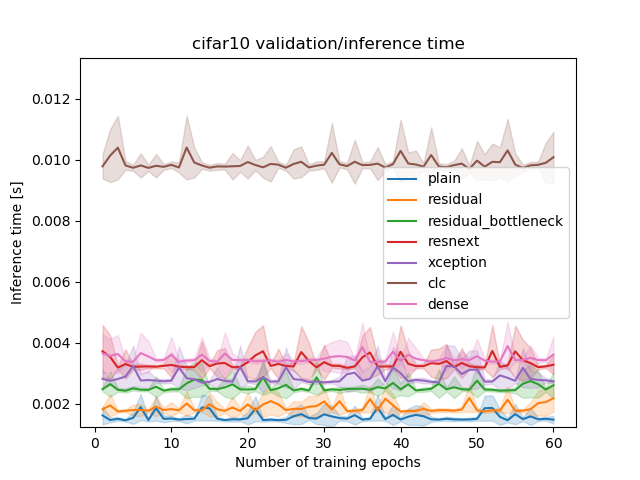 cifar10 validation/inference time
Inference time [s]
0.012
0.010
0.008
0.006
0.004
0.002
plain
residual
residual_bottleneck
resnext
xception
clc
dense
0 10 20 30 40 50 60
Number of training epochs